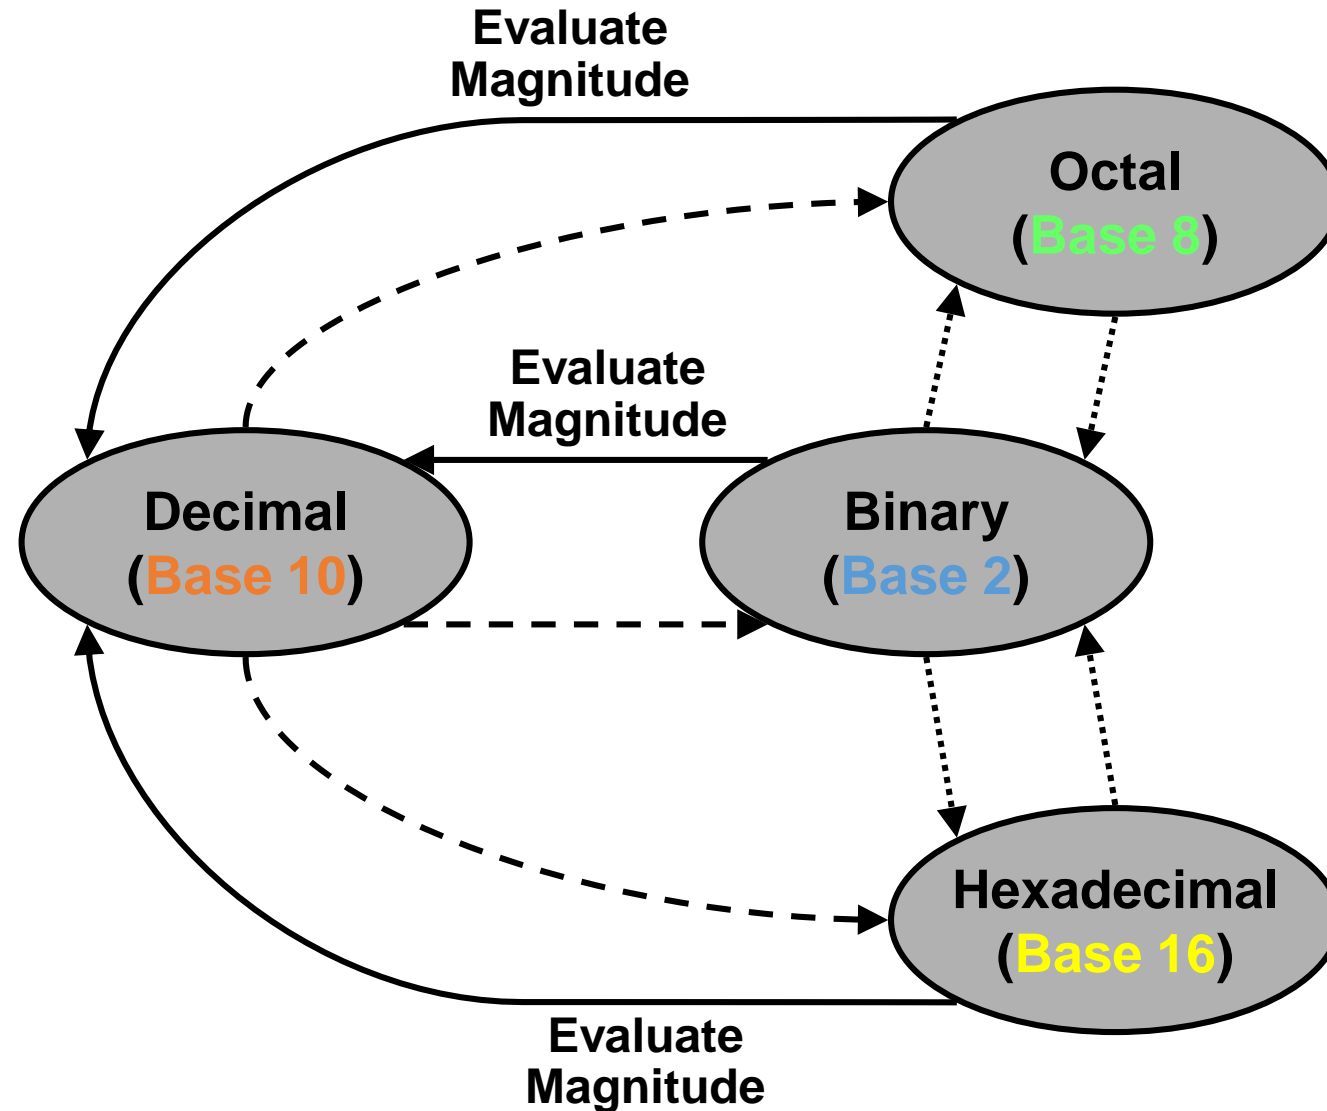 Evaluate
Magnitude
Octal
(Base 8)
Evaluate
Magnitude
Decimal
(Base 10)
Binary
(Base 2)
Hexadecimal
(Base 16)
Evaluate
Magnitude